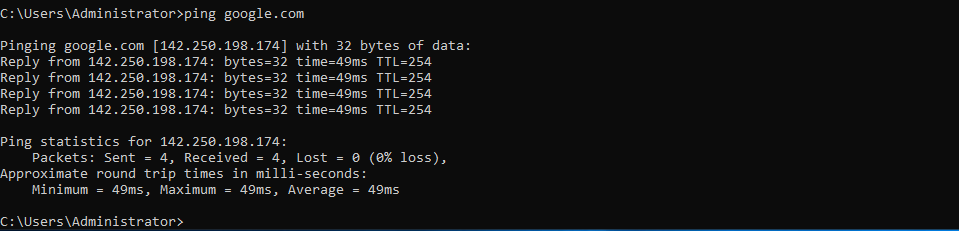 C:\Users\Administrator>ping google.com
Pinging google.com [142.250.198.174] with 32 bytes of data:
Reply from 142.250.198.174: bytes=32 time=49ms TTL=254
Reply from 142.250.198.174: bytes=32 time=49ms TTL=254
Reply from 142.250.198.174: bytes=32 time=49ms TTL=254
Reply from 142.250.198.174: bytes=32 time=49ms TTL=254
Ping statistics for 142.250.198.174:
    Packets: Sent = 4, Received = 4, Lost = 0 (0% loss),
Approximate round trip times in milli-seconds:
    Minimum = 49ms, Maximum = 49ms, Average = 49ms
C:\Users\Administrator>